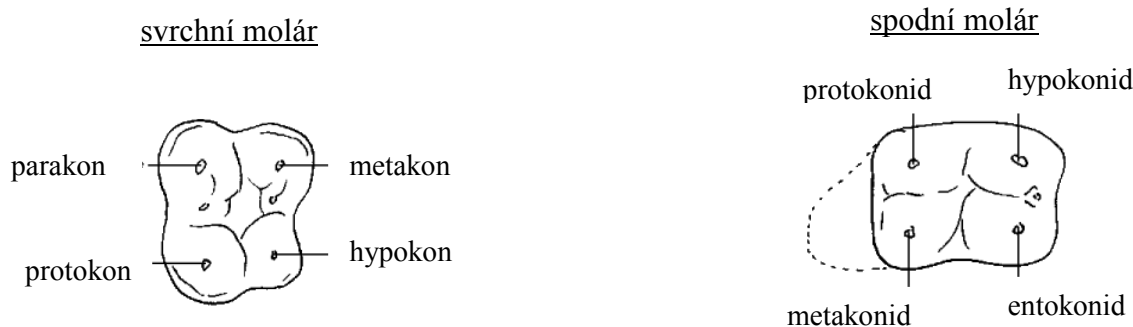 svrchní molár
parakon
metakon
protokon
hypokon
spodní molár
protokonid
hypokonid
metakonid
entokonid